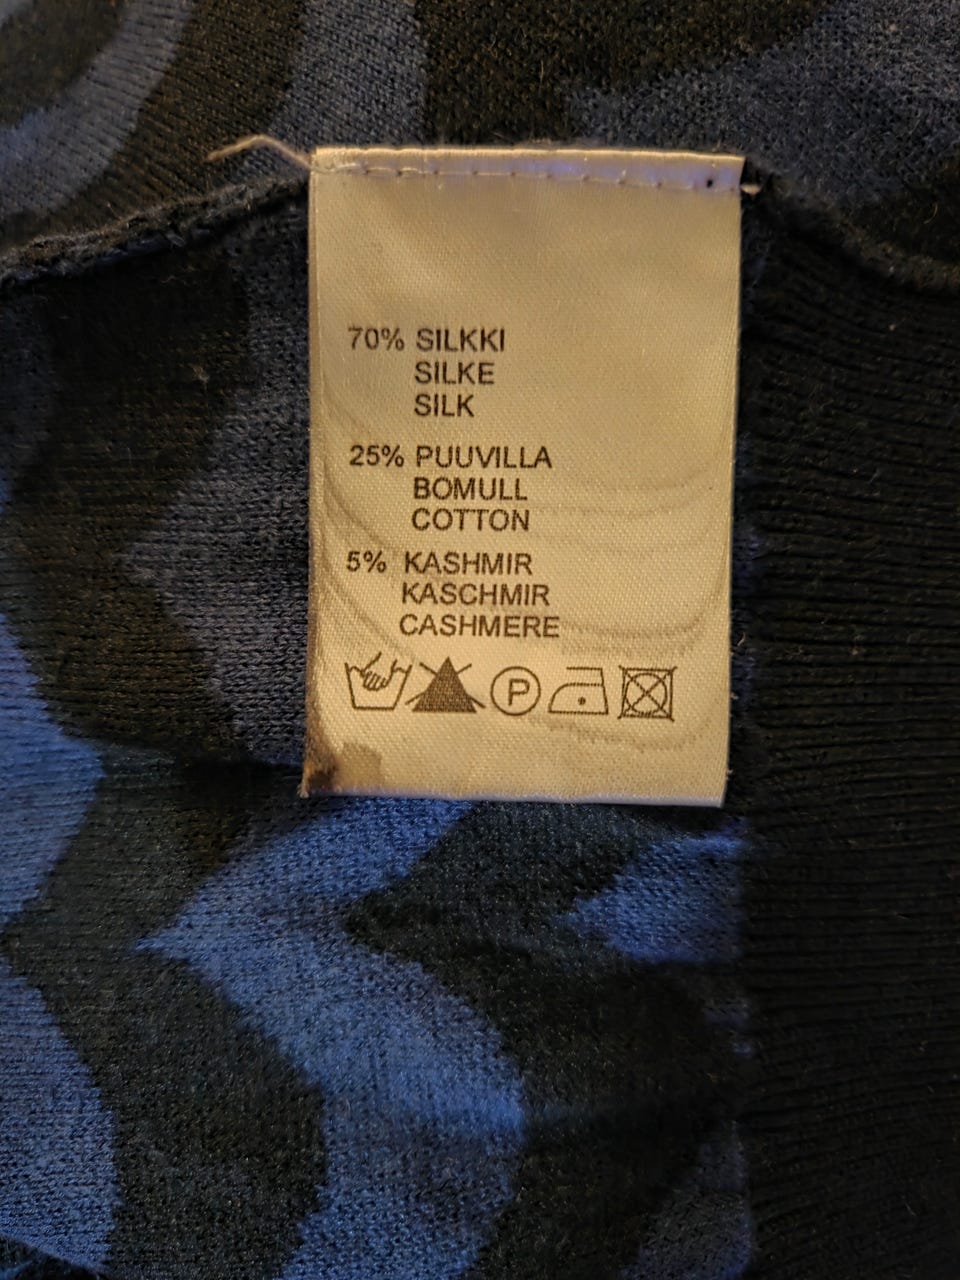 70% SILKKI
SILKE
SILK
25% PUUVILLA
BOMULL
COTTON
5% KASHMIR
KASCHMIR
CASHMERE
P